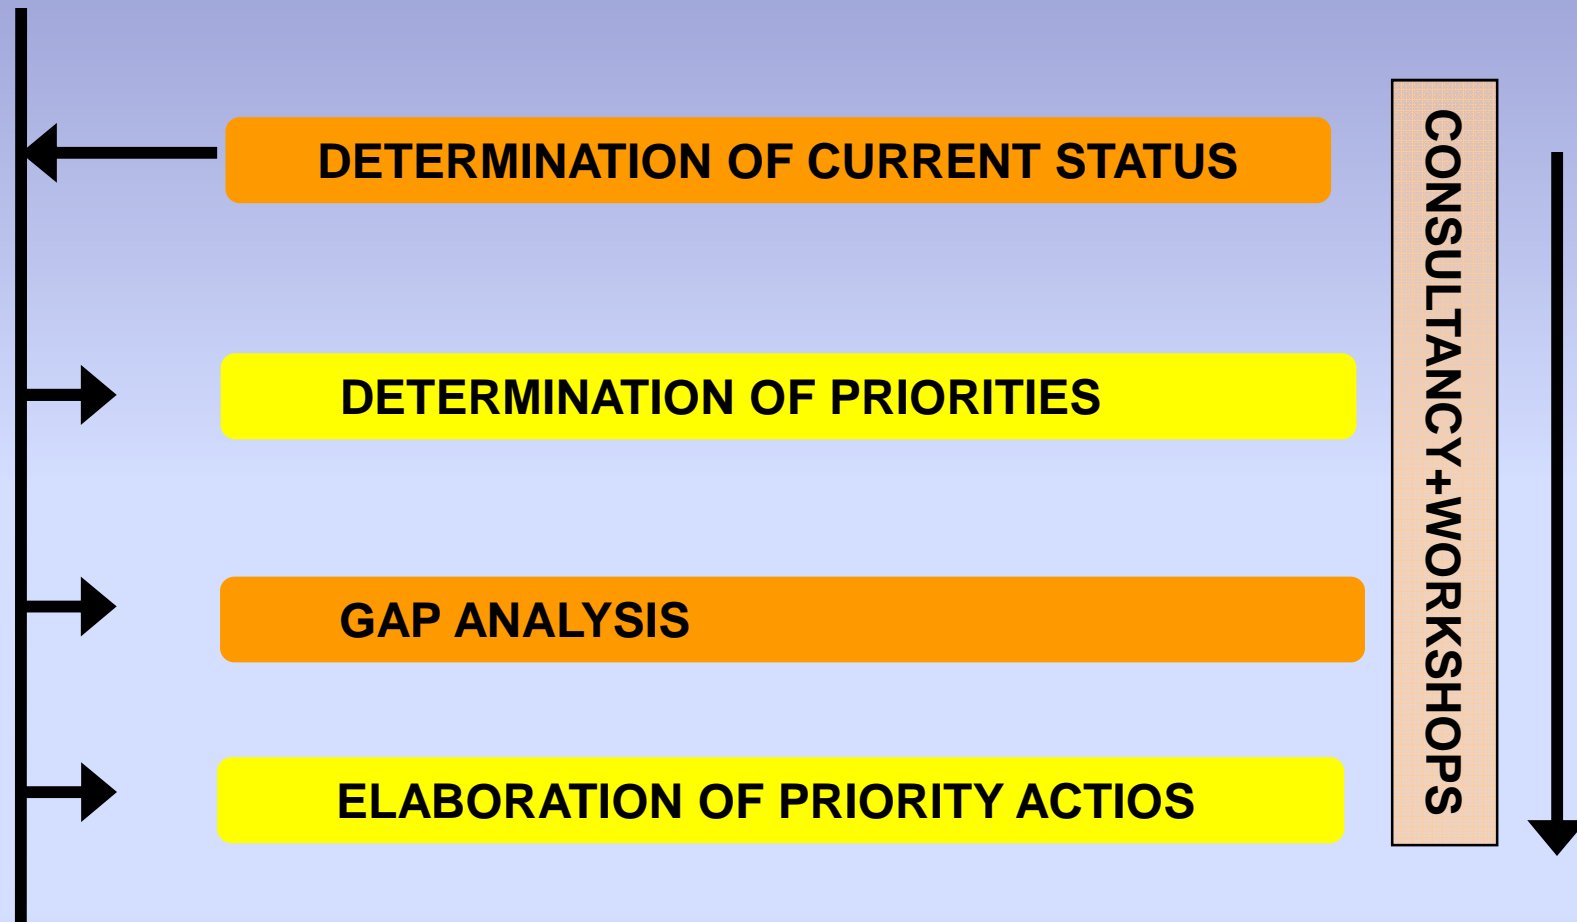 DETERMINATION OF CURRENT STATUS
DETERMINATION OF PRIORITIES
GAP ANALYSIS
ELABORATION OF PRIORITY ACTIOS
CONSULTANCY+WORKSHOPS